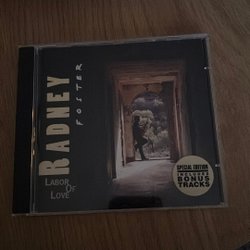 RADNEY
FOSTER
LABOR
OF
LOVE
SPECIAL EDITION
INCLUDES
BONUS
TRACKS